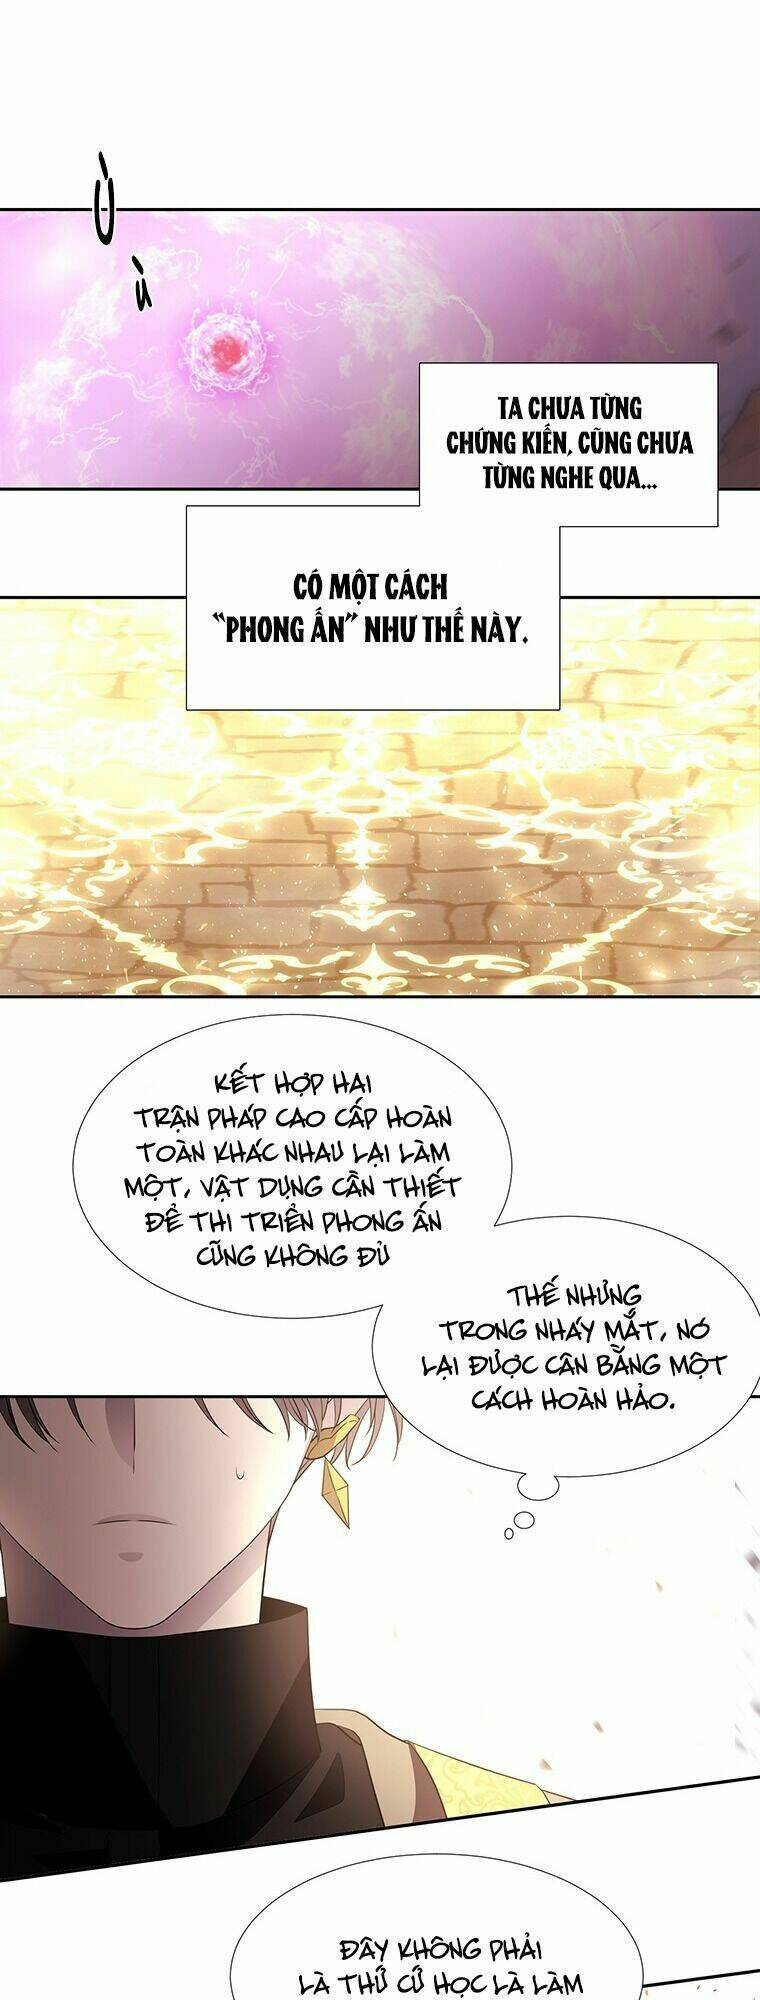 Ù
ù
TA CHƯA TỪNG
CHỨNG KIẾN, CŨNG CHƯA
TỪNG NGHE QUA...
CÓ MỘT CÁCH
"PHONG ẤN" NHƯ THẾ NÀY.
KẾT HỢP HAI
TRẬN PHÁP CAO CẤP HOÀN
TOÀN KHÁC NHAU LẠI LÀM
MỘT, VẬT DỤNG CẦN THIẾT
ĐỂ THI TRIỂN PHONG ẤN
CŨNG KHÔNG ĐỦ
THẾ NHƯNG
TRONG NHÁY MẮT, NÓ
LẠI ĐƯỢC CÂN BẰNG MỘT
CÁCH HOÀN HẢO.
ĐÂY KHÔNG PHẢI
LÀ THỨ CỨ HỌC LÀ LÀM